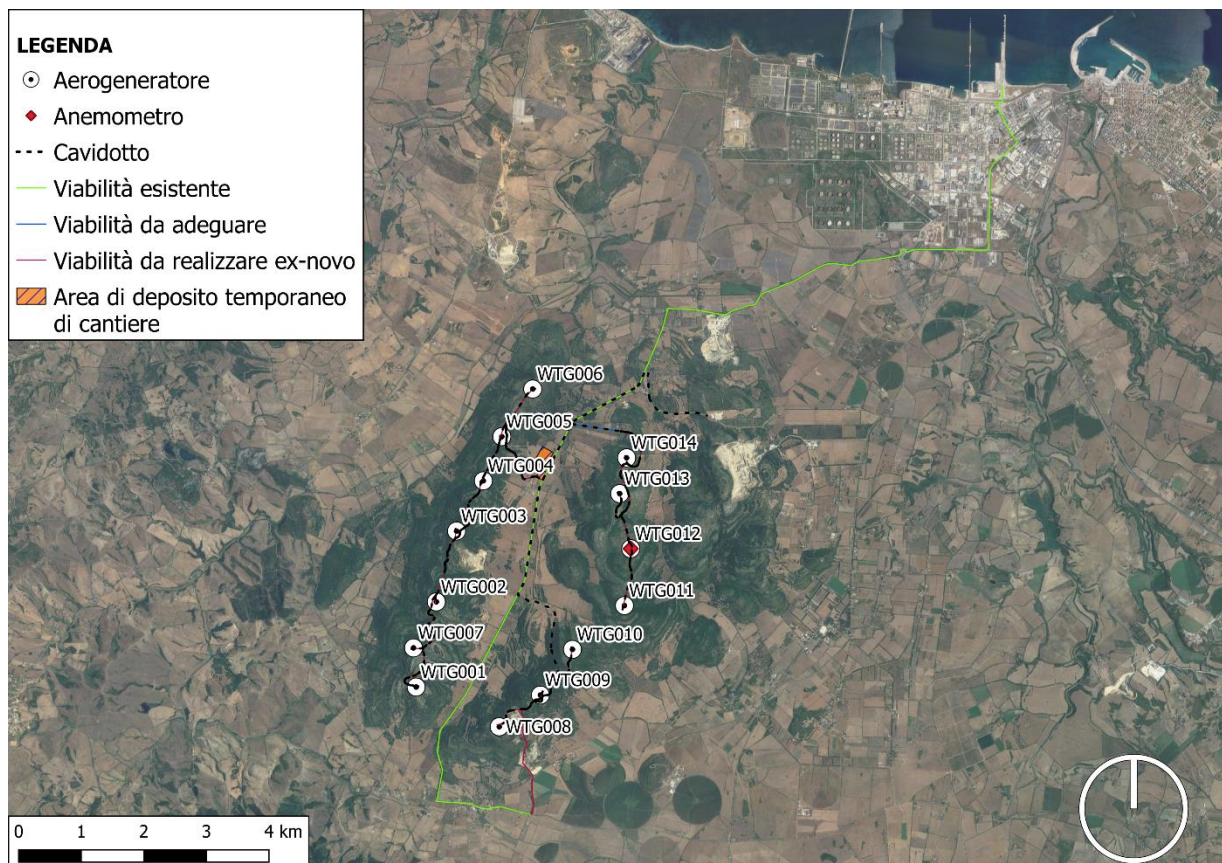 LEGENDA
Aerogeneratore
Anemometro
Cavidotto
Viabilità esistente
Viabilità da adeguare
Viabilità da realizzare ex-novo
Area di deposito temporaneo
di cantiere
WTG006
WTG005
WTG014
WTG004
WTG013
WTG003
WTG012
WTG002
WTG011
WTG007
WTG010
WTG001
WTG009
WTG008
0 1 2 3 4 km